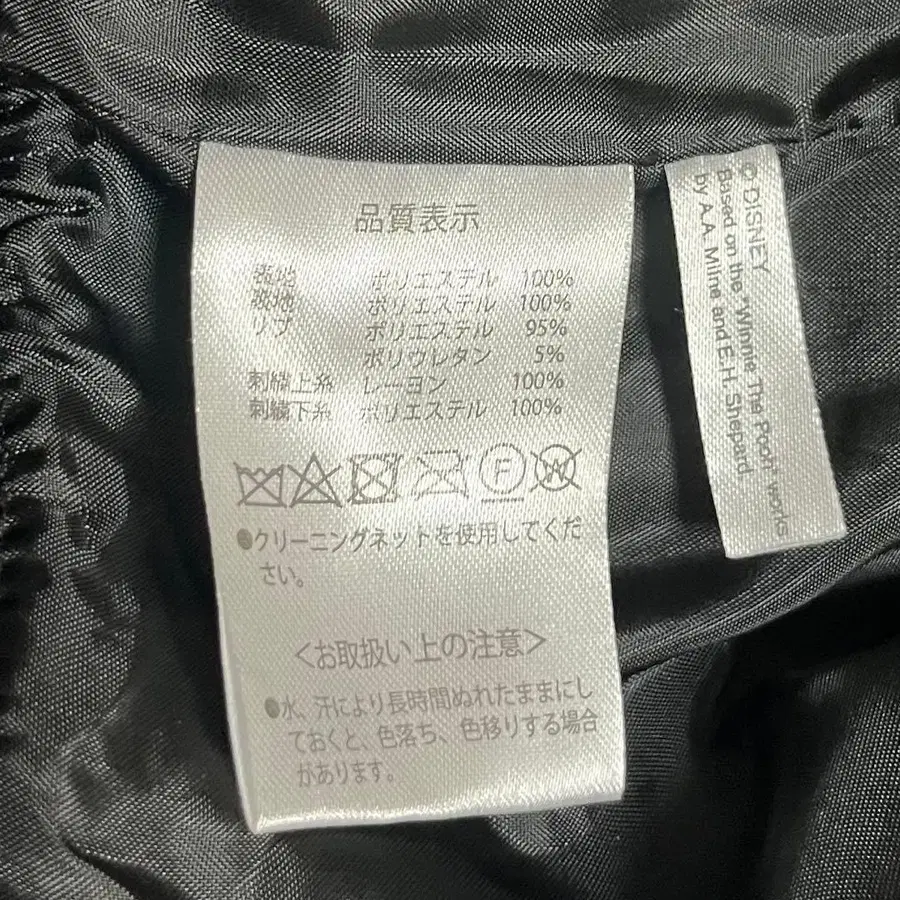 品質表示
表地 ポリエステル 100%
裏地 ポリエステル 100%
リブ ポリエステル 95%
ポリウレタン 5%
刺繍上糸 レーヨン 100%
刺繍下糸 ポリエステル 100%
F W
●クリーニングネットを使用してくだ
さい。
<お取扱い上の注意>
●水、汗により長時間ぬれたままにし
ておくと、色落ち、色移りする場合
があります。
© DISNEY
Based on the "Winnie The Pooh" works
by A.A. Milne and E.H. Shepard.